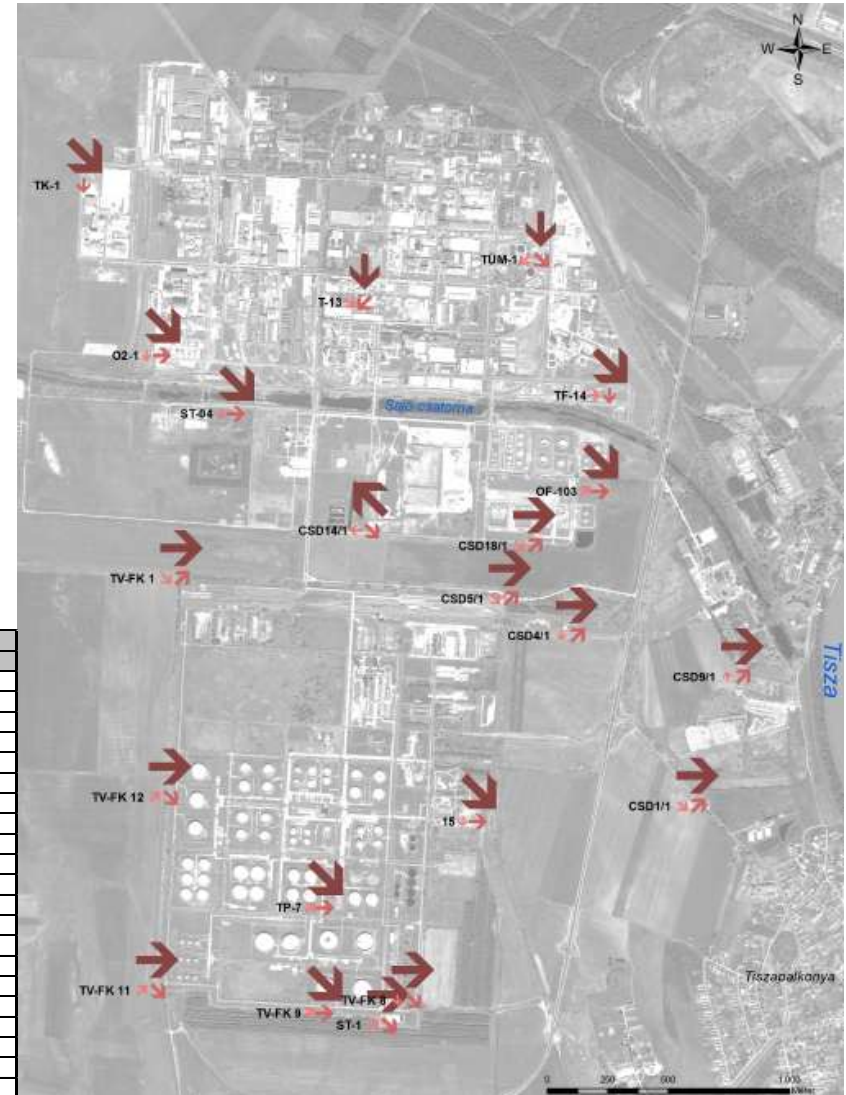 N
W E
S
TK-1
TÜM-1
T-13
O2-1
TF-14
ST-04
Sajó-csatorna
OF-103
CSD14/1
CSD18/1
TV-FK 1
CSD5/1
CSD4/1
Tisza
CSD9/1
TV-FK 12
CSD1/1
15
TP-7
Tiszapalkonya
TV-FK 11
TV-FK 8
TV-FK 9
ST-1
0 250 500 1 000
Méter